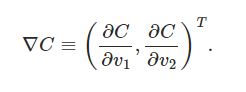 ∇C ≡ (∂C/∂v₁, ∂C/∂v₂)ᵀ.